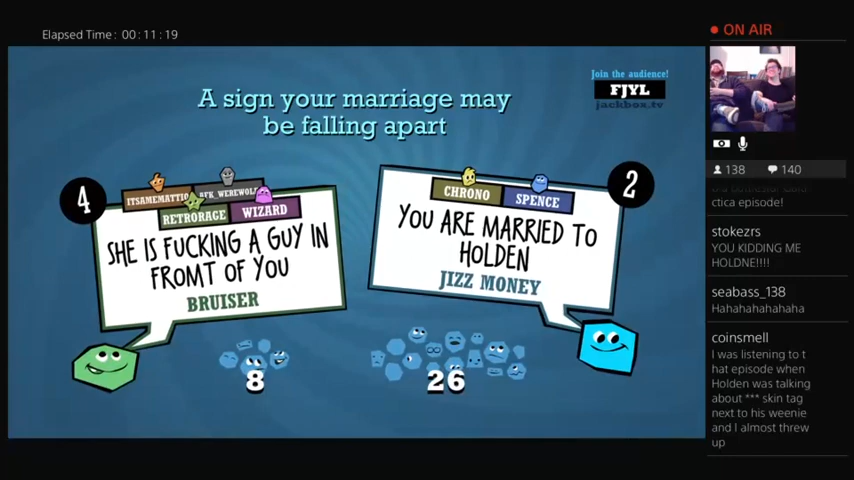 Elapsed Time : 00:11:19
ON AIR
A sign your marriage may
be falling apart
Join the audience!
FJYL
jackbox.tv
4
ITSAMEMATTIO
RETRORAGE
WIZARD
SHE IS FUCKING A GUY IN
FROMT OF YOU
BRUISER
8
2
CHRONO
SPENCE
YOU ARE MARRIED TO
HOLDEN
JIZZ MONEY
26
138
140
ctica episode!
stokezrs
YOU KIDDING ME
HOLDNE!!!!
seabass_138
Hahahahahahaha
coinsmell
I was listening to t
hat episode when
Holden was talking
about *** skin tag
next to his weenie
and I almost threw
up